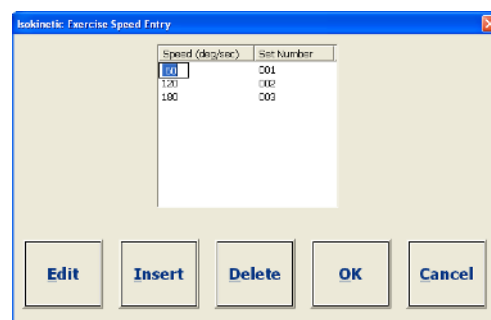 Isokinetic Exercise Speed Entry
Speed (deg/sec) Set Number
60 001
120 002
180 003
Edit Insert Delete OK Cancel